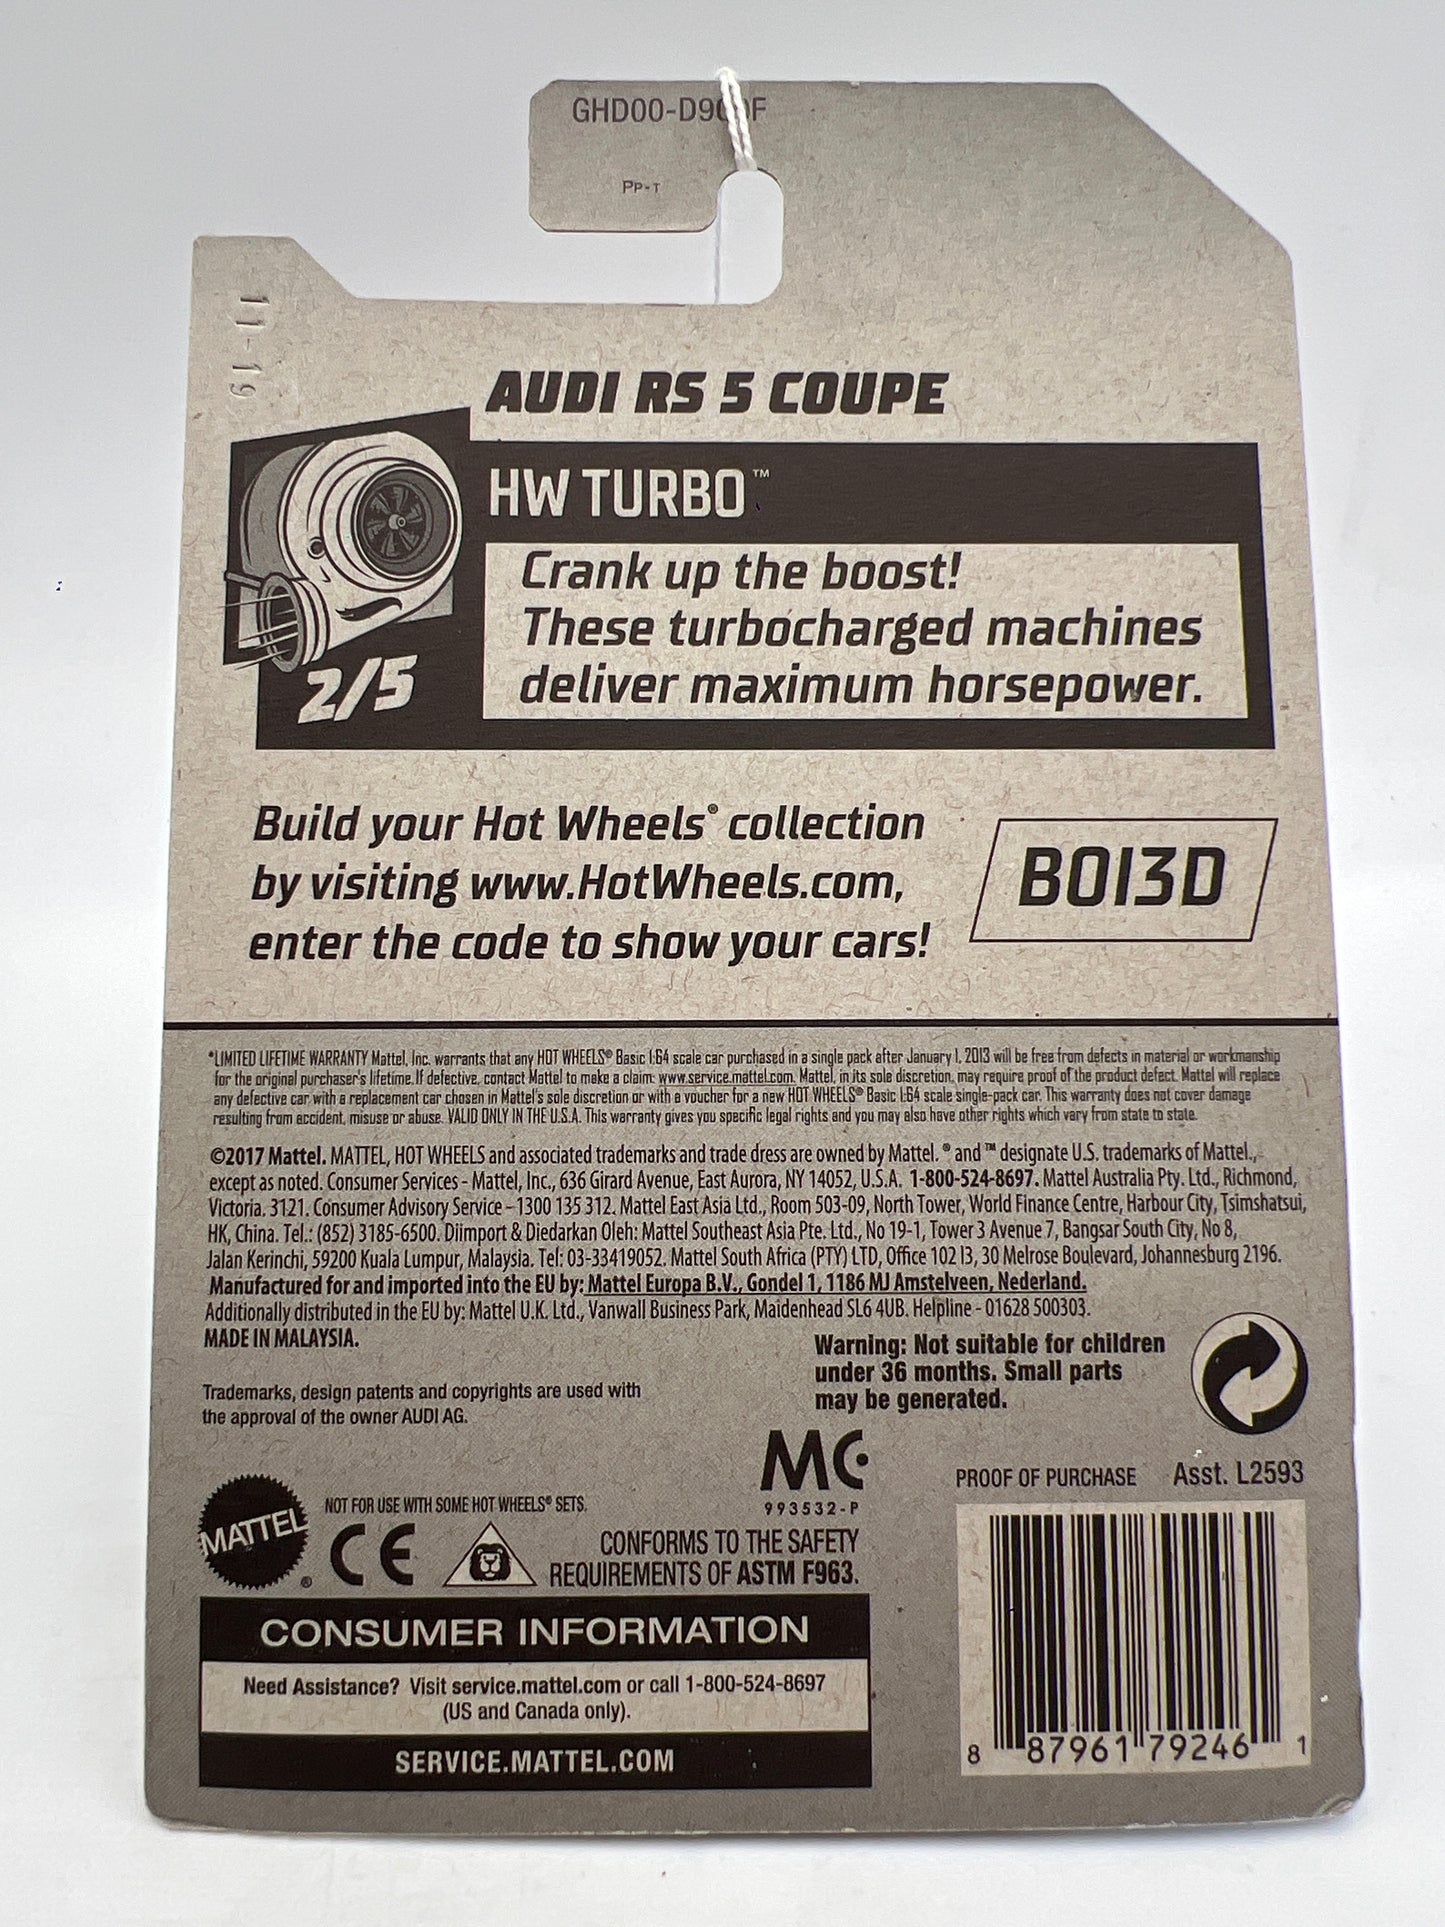 GHD00-D9
F
PP-T
11-19
AUDI RS 5 COUPE
HW TURBO™
Crank up the boost!
These turbocharged machines
deliver maximum horsepower.
2/5
Build your Hot Wheels® collection
by visiting www.HotWheels.com,
enter the code to show your cars!
B013D
*LIMITED LIFETIME WARRANTY Mattel, Inc. warrants that any HOT WHEELS® Basic 1:64 scale car purchased in a single pack after January 1, 2013 will be free from defects in material or workmanship
for the original purchaser's lifetime. If defective, contact Mattel to make a claim: www.service.mattel.com. Mattel, in its sole discretion, may require proof of the product defect. Mattel will replace
any defective car with a replacement car chosen in Mattel's sole discretion or with a voucher for a new HOT WHEELS® Basic 1:64 scale single-pack car. This warranty does not cover damage
resulting from accident, misuse or abuse. VALID ONLY IN THE U.S.A. This warranty gives you specific legal rights and you may also have other rights which vary from state to state.
©2017 Mattel. MATTEL, HOT WHEELS and associated trademarks and trade dress are owned by Mattel. ® and ™ designate U.S. trademarks of Mattel.,
except as noted. Consumer Services - Mattel, Inc., 636 Girard Avenue, East Aurora, NY 14052, U.S.A. 1-800-524-8697. Mattel Australia Pty. Ltd., Richmond,
Victoria. 3121. Consumer Advisory Service – 1300 135 312. Mattel East Asia Ltd., Room 503-09, North Tower, World Finance Centre, Harbour City, Tsimshatsui,
HK, China. Tel.: (852) 3185-6500. Diimport & Diedarkan Oleh: Mattel Southeast Asia Pte. Ltd., No 19-1, Tower 3 Avenue 7, Bangsar South City, No 8,
Jalan Kerinchi, 59200 Kuala Lumpur, Malaysia. Tel: 03-33419052. Mattel South Africa (PTY) LTD, Office 102 I3, 30 Melrose Boulevard, Johannesburg 2196.
Manufactured for and imported into the EU by: Mattel Europa B.V., Gondel 1, 1186 MJ Amstelveen, Nederland.
Additionally distributed in the EU by: Mattel U.K. Ltd., Vanwall Business Park, Maidenhead SL6 4UB. Helpline - 01628 500303.
MADE IN MALAYSIA.
Warning: Not suitable for children
under 36 months. Small parts
may be generated.
Trademarks, design patents and copyrights are used with
the approval of the owner AUDI AG.
MC
993532-P
PROOF OF PURCHASE Asst. L2593
MATTEL®
NOT FOR USE WITH SOME HOT WHEELS® SETS.
CE
CONFORMS TO THE SAFETY
REQUIREMENTS OF ASTM F963.
CONSUMER INFORMATION
Need Assistance? Visit service.mattel.com or call 1-800-524-8697
(US and Canada only).
SERVICE.MATTEL.COM
8 87961 79246 1